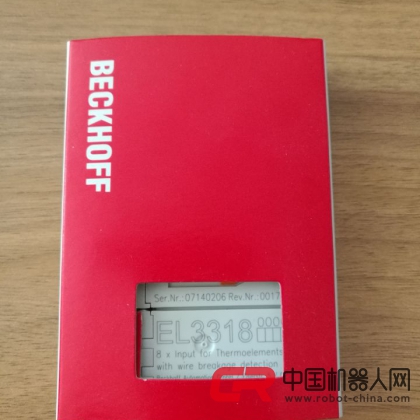 BECKHOFF
Ser.Nr.:07140206 Rev.Nr.:0017
EL3318
8 x Input for Thermoelements
with wire breakage detection
CR 中国机器人网
www.robot-china.com